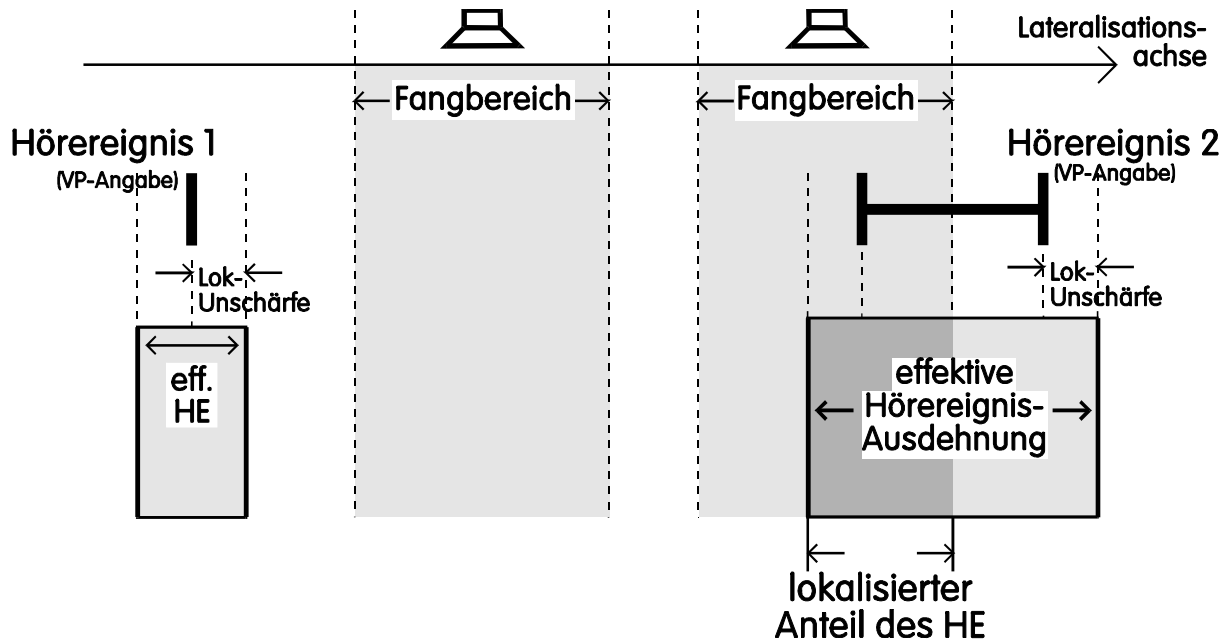 Lateralisations-
achse
Fangbereich
Fangbereich
Hörereignis 1
(VP-Angabe)
Hörereignis 2
(VP-Angabe)
Lok-
Unschärfe
Lok-
Unschärfe
eff.
HE
effektive
Hörereignis-
Ausdehnung
lokalisierter
Anteil des HE